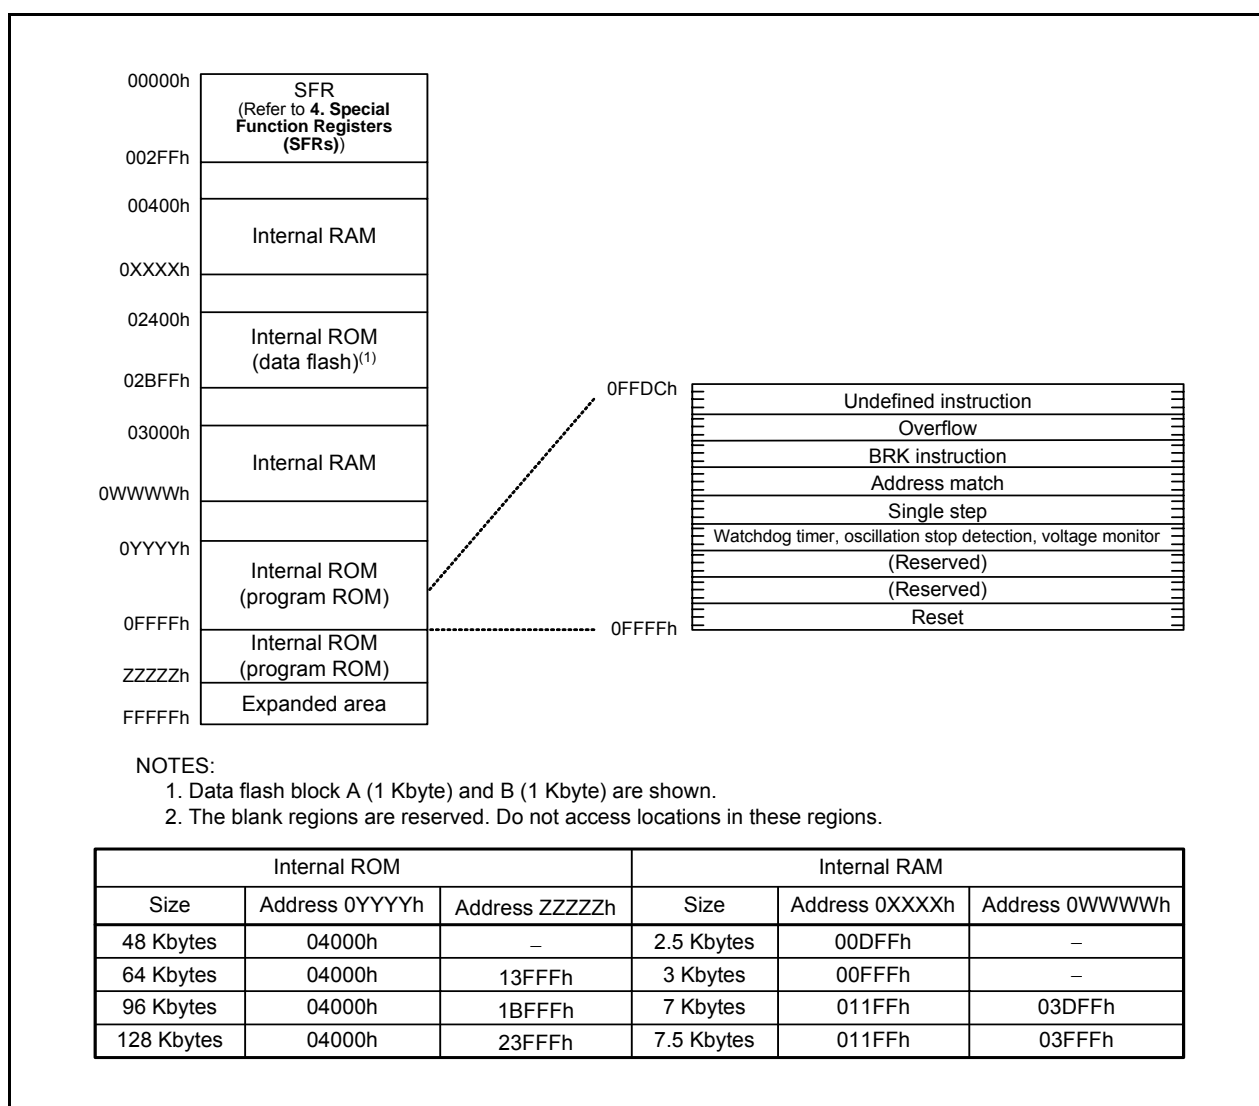 00000h
SFR
(Refer to 4. Special
Function Registers
(SFRs))
002FFh
00400h
Internal RAM
0XXXXh
02400h
Internal ROM
(data flash)(1)
02BFFh
03000h
Internal RAM
0WWWWh
0YYYYh
Internal ROM
(program ROM)
0FFFFh
Internal ROM
(program ROM)
ZZZZZh
Expanded area
FFFFFh
0FFDCh
Undefined instruction
Overflow
BRK instruction
Address match
Single step
Watchdog timer, oscillation stop detection, voltage monitor
(Reserved)
(Reserved)
Reset
0FFFFh
NOTES:
1. Data flash block A (1 Kbyte) and B (1 Kbyte) are shown.
2. The blank regions are reserved. Do not access locations in these regions.
Internal ROM Internal RAM
Size Address 0YYYYh Address ZZZZZh Size Address 0XXXXh Address 0WWWWh
48 Kbytes 04000h – 2.5 Kbytes 00DFFh –
64 Kbytes 04000h 13FFFh 3 Kbytes 00FFFh –
96 Kbytes 04000h 1BFFFh 7 Kbytes 011FFh 03DFFh
128 Kbytes 04000h 23FFFh 7.5 Kbytes 011FFh 03FFFh